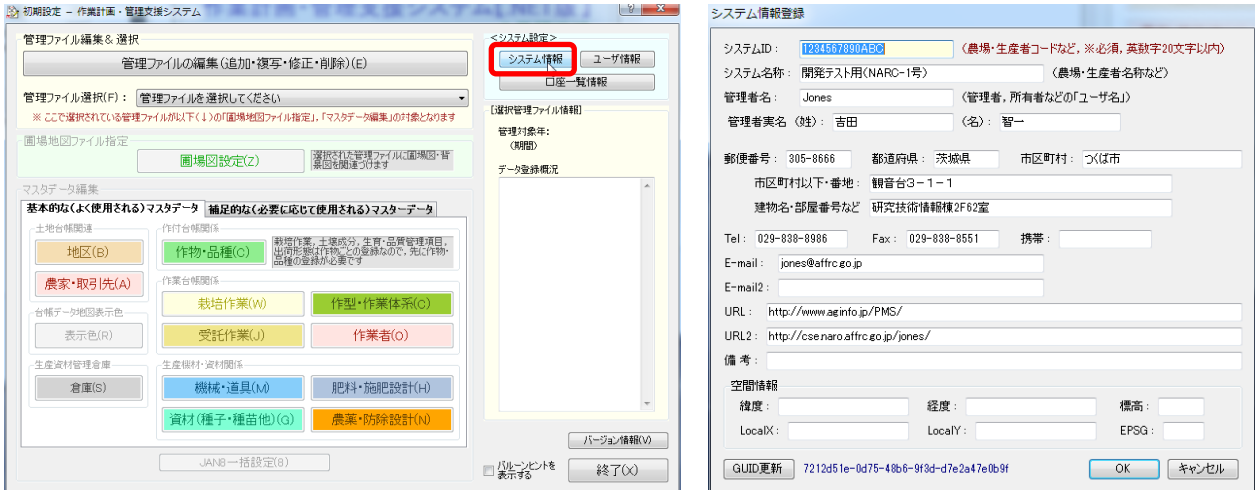 初期設定 - 作業計画・管理支援システム
管理ファイル編集&選択
管理ファイルの編集(追加・複写・修正・削除)(E)
管理ファイル選択(F)： 管理ファイルを選択してください
※ ここで選択されている管理ファイルが以下(↓)の「圃場地図ファイル指定」，「マスタデータ編集」の対象となります
圃場地図ファイル指定
圃場図設定(Z)
選択された管理ファイルに圃場図・背
景図を関連づけます
マスタデータ編集
基本的な(よく使用される)マスタデータ 補足的な(必要に応じて使用される)マスターデータ
土地台帳関連
地区(B)
農家・取引先(A)
台帳データ地図表示色
表示色(R)
生産資材管理倉庫
倉庫(S)
作付台帳関係
作物・品種(C)
栽培作業，土壌成分，生育・品質管理項目，
出荷形態は作物ごとの登録なので，先に作物・
品種の登録が必要です
作業台帳関係
栽培作業(W) 作型・作業体系(C)
受託作業(J) 作業者(O)
生産機材・資材関係
機械・道具(M) 肥料・施肥設計(H)
資材(種子・種苗他)(G) 農薬・防除設計(N)
JAN8一括設定(8)
<システム設定>
システム情報 ユーザ情報
口座一覧情報
[選択管理ファイル情報]
管理対象年：
(期間)
データ登録概況
バージョン情報(V)
バルーンヒントを
表示する
終了(X)
システム情報登録
システムID： 1234567890ABC (農場・生産者コードなど，※必須，英数字20文字以内)
システム名称： 開発テスト用(NARC-1号) (農場・生産者名称など)
管理者名： Jones (管理者，所有者などの「ユーザ名」)
管理者実名 (姓)： 吉田 (名)： 智一
郵便番号： 305-8666 都道府県： 茨城県 市区町村： つくば市
市区町村以下・番地： 観音台３－１－１
建物名・部屋番号など 研究技術情報棟2F62室
Tel： 029-838-8986 Fax： 029-838-8551 携帯：
E-mail： jones@affrc.go.jp
E-mail2：
URL： http://www.aginfo.jp/PMS/
URL2： http://cse.naro.affrc.go.jp/jones/
備考：
空間情報
緯度： 経度： 標高：
LocalX： LocalY： EPSG：
GUID更新 7212d51e-0d75-48b6-9f3d-d7e2a47e0b9f OK キャンセル